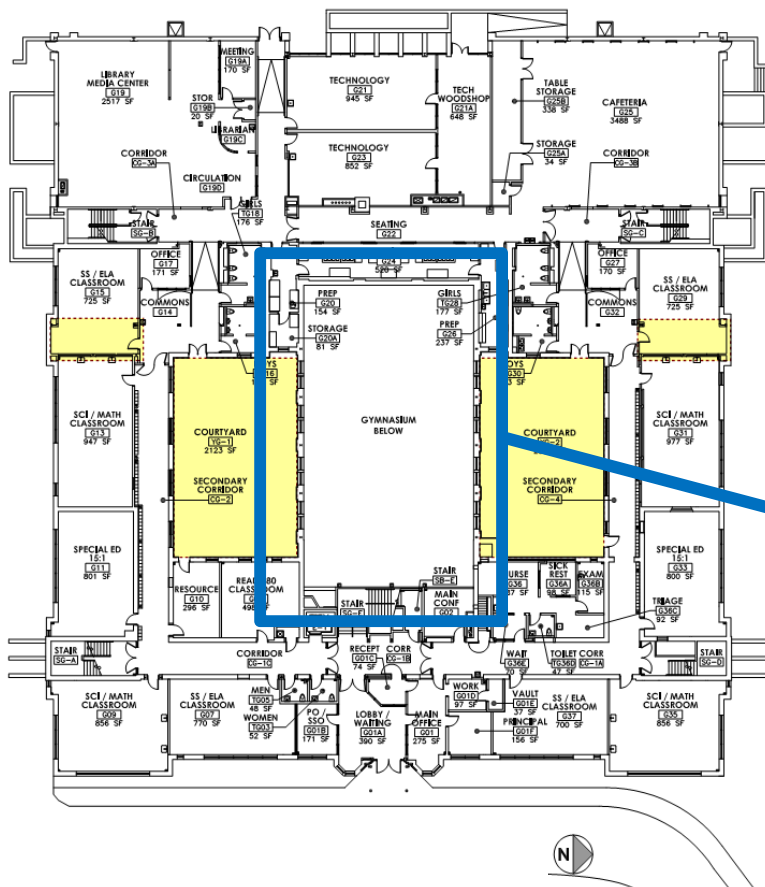 MEETING
G19A
170 SF
LIBRARY
MEDIA CENTER
G19
2517 SF
STOR
G19B
20 SF
LIBRARIAN
G19C
CORRIDOR
CG-3A
CIRCULATION
G19D
GIRLS
TG18
176 SF
TECHNOLOGY
G21
945 SF
TECHNOLOGY
G23
852 SF
TECH
WOODSHOP
G21A
648 SF
TABLE
STORAGE
G25B
338 SF
CAFETERIA
G25
3488 SF
STORAGE
G25A
34 SF
CORRIDOR
CG-3B
STAIR
SG-B
SEATING
G22
STAIR
SG-C
OFFICE
G17
171 SF
SS / ELA
CLASSROOM
G15
725 SF
COMMONS
G14
G24
528 SF
PREP
G20
154 SF
STORAGE
G20A
81 SF
GIRLS
TG28
177 SF
PREP
G26
237 SF
OFFICE
G27
170 SF
SS / ELA
CLASSROOM
G29
725 SF
COMMONS
G32
SCI / MATH
CLASSROOM
G13
947 SF
COURTYARD
YG-1
2123 SF
SECONDARY
CORRIDOR
CG-2
GYMNASIUM
BELOW
COURTYARD
SECONDARY
CORRIDOR
CG-4
SCI / MATH
CLASSROOM
G31
977 SF
SPECIAL ED
15:1
G11
801 SF
RESOURCE
G10
296 SF
CLASSROOM
STAIR
SB-E
STAIR
MAIN
CONF
G02
G36
SICK
REST
G36A
98 SF
EXAM
G36B
115 SF
TRIAGE
G36C
92 SF
SPECIAL ED
15:1
G33
800 SF
STAIR
SG-A
CORRIDOR
CG-1C
RECEPT
G01C
74 SF
CORR
CG-1B
WAIT
G36E
70
TOILET
TG36D
47 SF
CORR
CG-1A
STAIR
SG-D
SCI / MATH
CLASSROOM
G09
856 SF
SS / ELA
CLASSROOM
G07
770 SF
MEN
TG05
48 SF
WOMEN
TG03
52 SF
PO /
SSO
G01B
171 SF
LOBBY /
WAITING
G01A
390 SF
MAIN
OFFICE
G01
275 SF
WORK
G01D
97 SF
VAULT
G01E
37 SF
PRINCIPAL
G01F
156 SF
SS / ELA
CLASSROOM
G37
700 SF
SCI / MATH
CLASSROOM
G35
856 SF
N